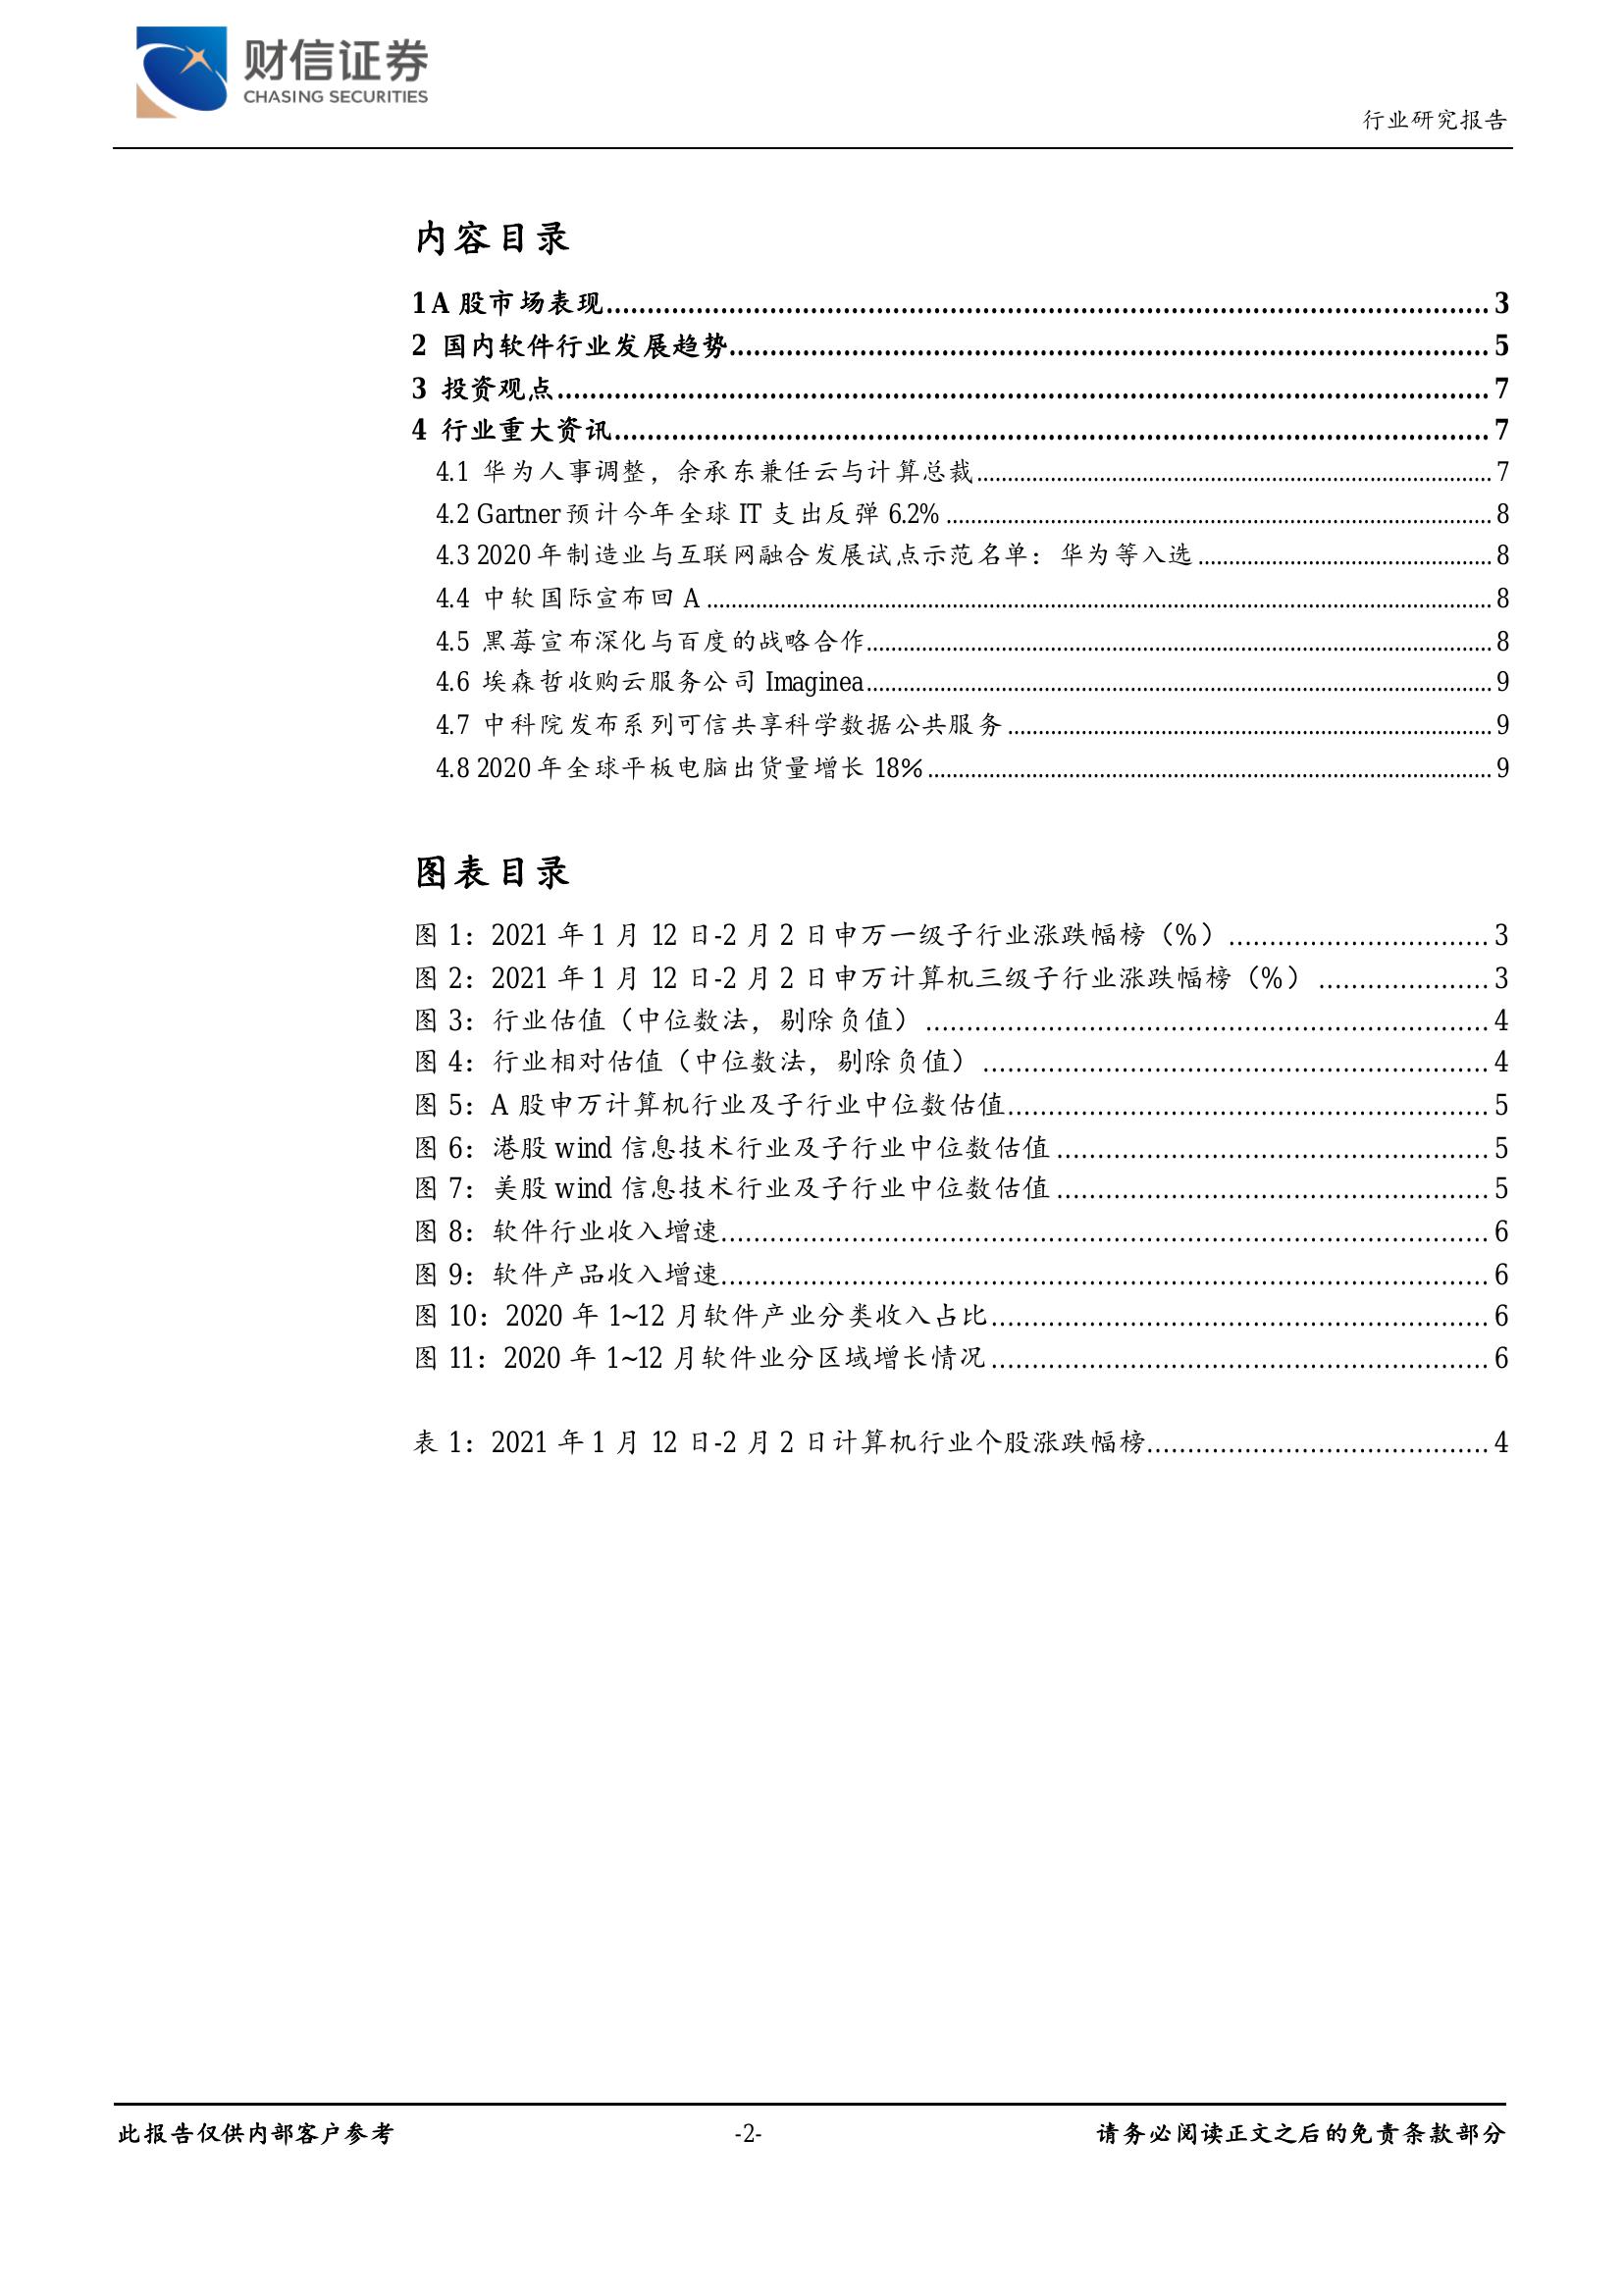 财信证券
CHASING SECURITIES
行业研究报告
内容目录
1 A 股市场表现........................................................ 3
2 国内软件行业发展趋势........................................................ 5
3 投资观点........................................................ 7
4 行业重大资讯........................................................ 7
4.1 华为人事调整，余承东兼任云与计算总裁........................................................ 7
4.2 Gartner 预计今年全球 IT 支出反弹 6.2%........................................................ 8
4.3 2020 年制造业与互联网融合发展试点示范名单：华为等入选........................................................ 8
4.4 中软国际宣布回 A........................................................ 8
4.5 黑莓宣布深化与百度的战略合作........................................................ 8
4.6 埃森哲收购云服务公司 Imaginea........................................................ 9
4.7 中科院发布系列可信共享科学数据公共服务........................................................ 9
4.8 2020 年全球平板电脑出货量增长 18%........................................................ 9
图表目录
图 1：2021 年 1 月 12 日-2 月 2 日申万一级子行业涨跌幅榜（%）................................ 3
图 2：2021 年 1 月 12 日-2 月 2 日申万计算机三级子行业涨跌幅榜（%）..................... 3
图 3：行业估值（中位数法，剔除负值）........................................................ 4
图 4：行业相对估值（中位数法，剔除负值）........................................................ 4
图 5：A 股申万计算机行业及子行业中位数估值........................................................ 5
图 6：港股 wind 信息技术行业及子行业中位数估值........................................................ 5
图 7：美股 wind 信息技术行业及子行业中位数估值........................................................ 5
图 8：软件行业收入增速........................................................ 6
图 9：软件产品收入增速........................................................ 6
图 10：2020 年 1~12 月软件产业分类收入占比........................................................ 6
图 11：2020 年 1~12 月软件业分区域增长情况........................................................ 6
表 1：2021 年 1 月 12 日-2 月 2 日计算机行业个股涨跌幅榜........................................... 4
此报告仅供内部客户参考
-2-
请务必阅读正文之后的免责条款部分